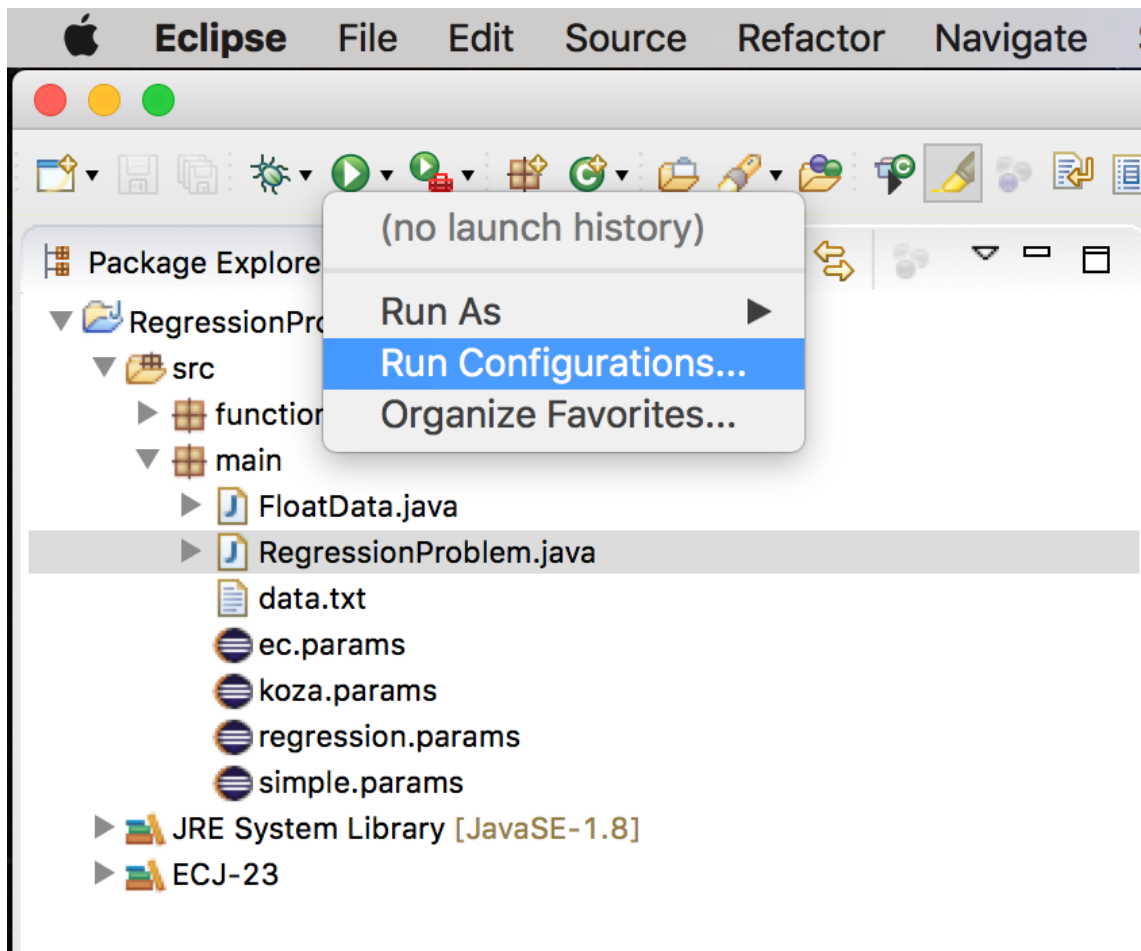 Eclipse File Edit Source Refactor Navigate
(no launch history)
Package Explore
Run As
RegressionPro
Run Configurations...
src
Organize Favorites...
function
main
FloatData.java
RegressionProblem.java
data.txt
ec.params
koza.params
regression.params
simple.params
JRE System Library [JavaSE-1.8]
ECJ-23